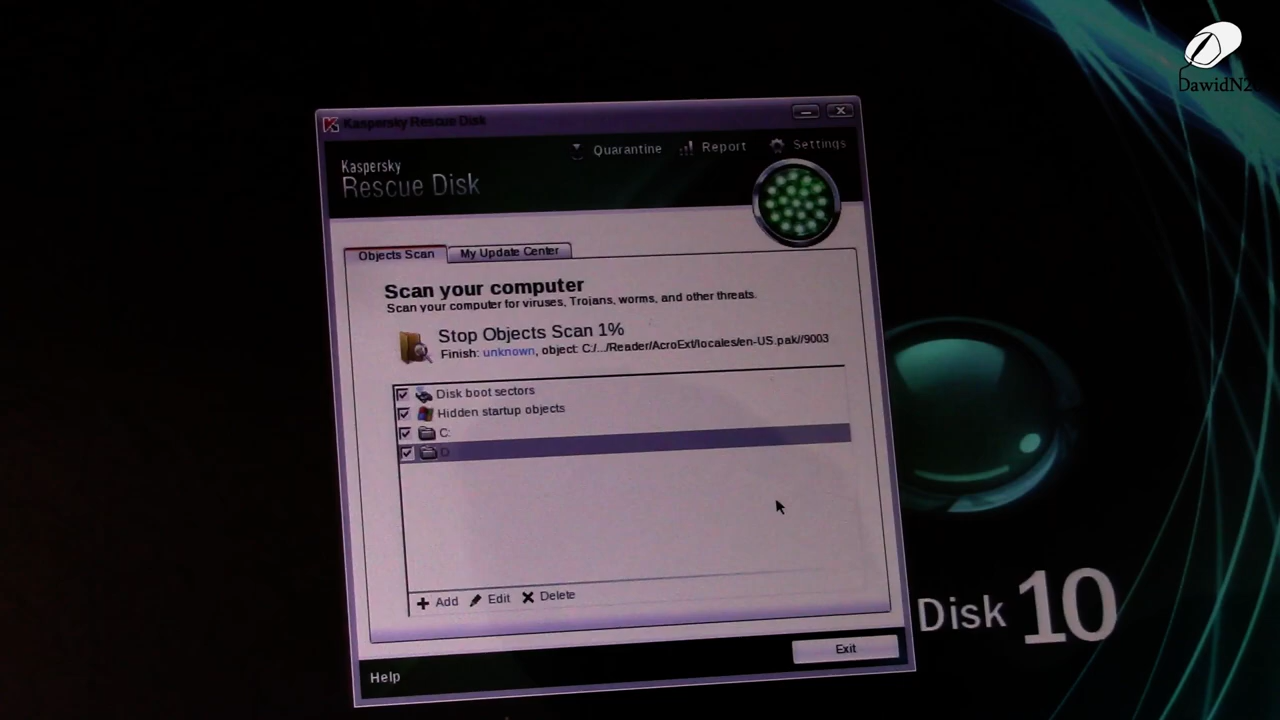 DawidN2
Kaspersky Rescue Disk
Quarantine Report Settings
Kaspersky
Rescue Disk
Objects Scan My Update Center
Scan your computer
Scan your computer for viruses, Trojans, worms, and other threats.
Stop Objects Scan 1%
Finish: unknown, object: C:/.../Reader/AcroExt/locales/en-US.pak//9003
Disk boot sectors
Hidden startup objects
C:
D
Add Edit Delete
Disk 10
Exit
Help